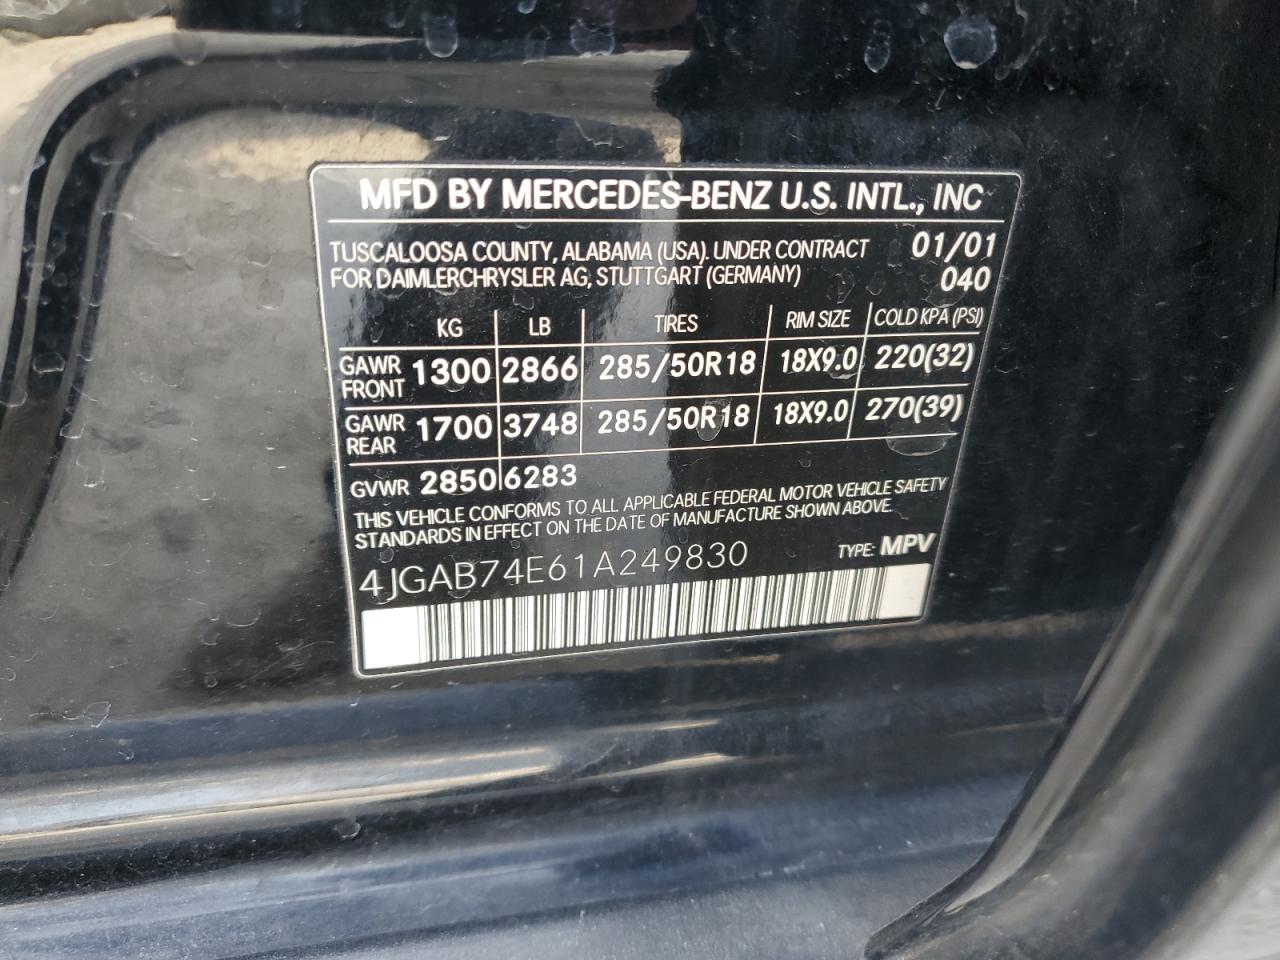 MFD BY MERCEDES-BENZ U.S. INTL., INC
TUSCALOOSA COUNTY, ALABAMA (USA). UNDER CONTRACT 01/01
FOR DAIMLERCHRYSLER AG, STUTTGART (GERMANY) 040
KG LB TIRES RIM SIZE COLD KPA (PSI)
GAWR FRONT 1300 2866 285/50R18 18X9.0 220(32)
GAWR REAR 1700 3748 285/50R18 18X9.0 270(39)
GVWR 2850 6283
THIS VEHICLE CONFORMS TO ALL APPLICABLE FEDERAL MOTOR VEHICLE SAFETY
STANDARDS IN EFFECT ON THE DATE OF MANUFACTURE SHOWN ABOVE.
4JGAB74E61A249830 TYPE: MPV